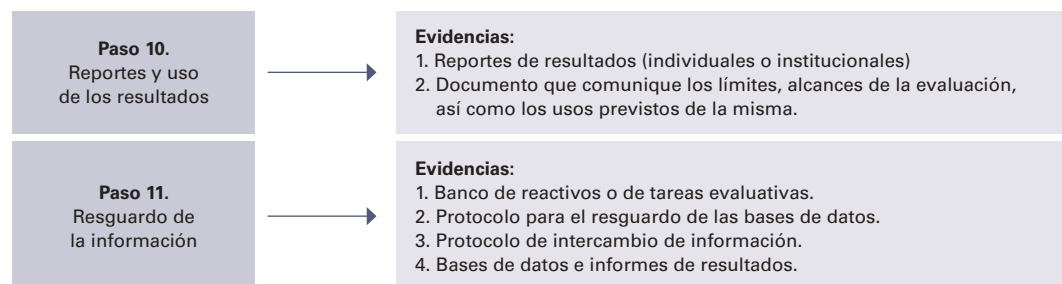 Paso 10.
Reportes y uso
de los resultados
Evidencias:
1. Reportes de resultados (individuales o institucionales)
2. Documento que comunique los límites, alcances de la evaluación,
así como los usos previstos de la misma.
Paso 11.
Resguardo de
la información
Evidencias:
1. Banco de reactivos o de tareas evaluativas.
2. Protocolo para el resguardo de las bases de datos.
3. Protocolo de intercambio de información.
4. Bases de datos e informes de resultados.